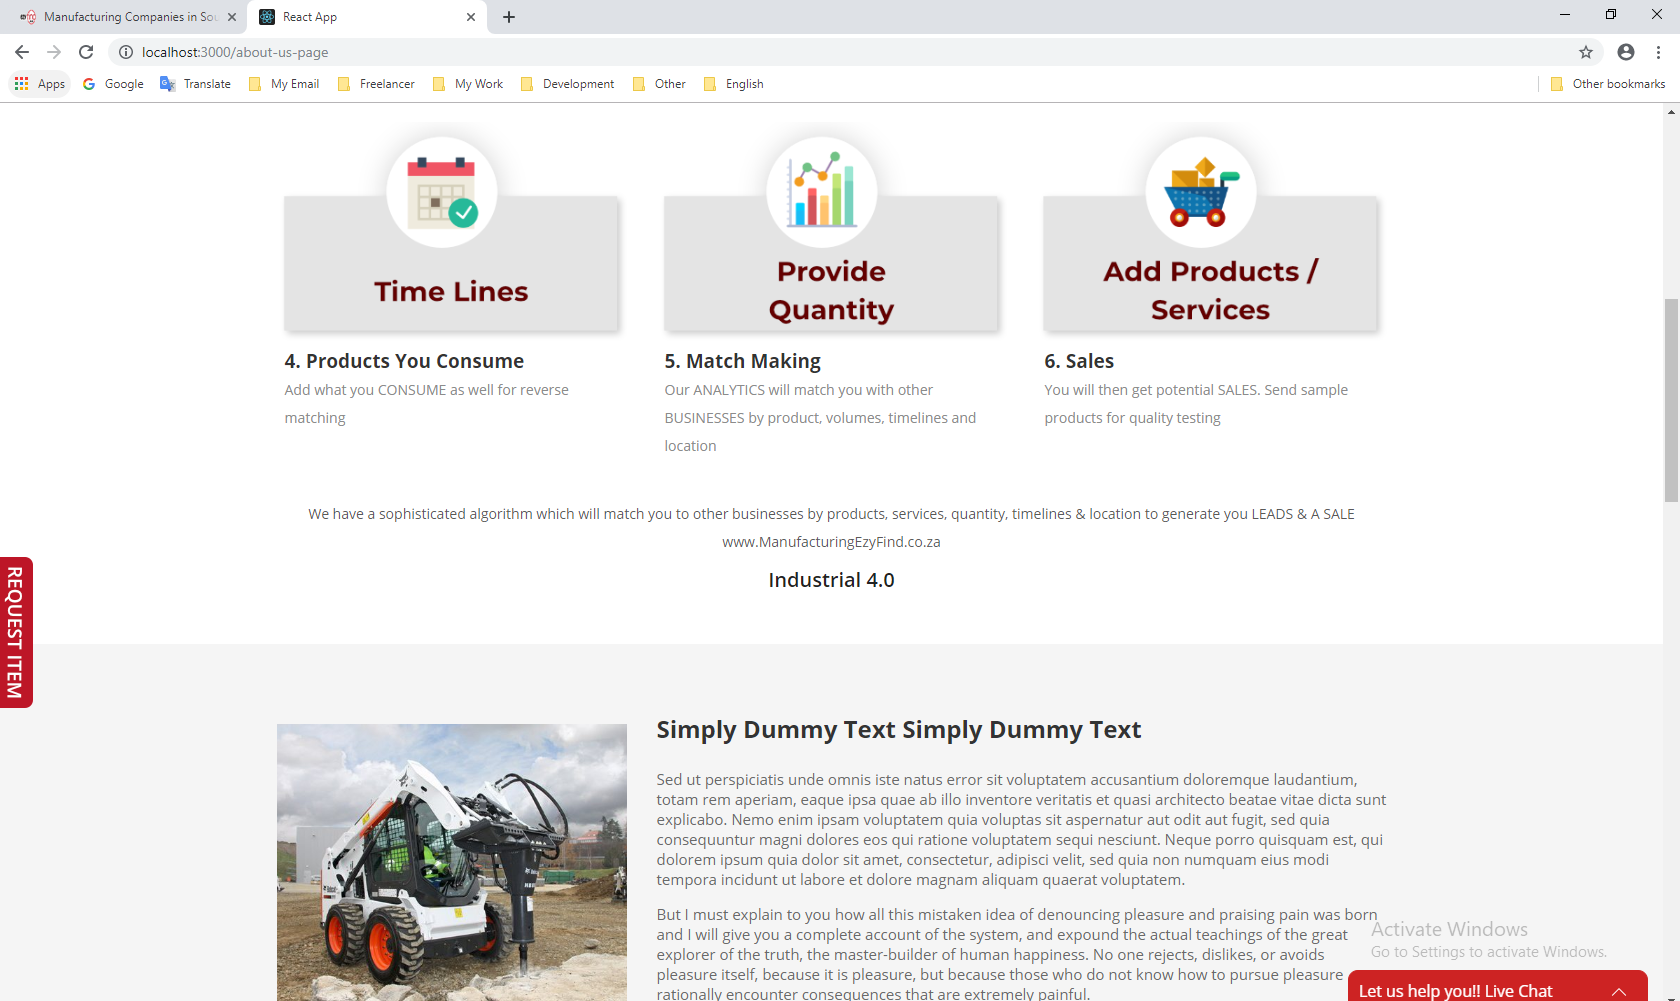 Manufacturing Companies in Sou
React App
localhost:3000/about-us-page
Apps
Google
Translate
My Email
Freelancer
My Work
Development
Other
English
Other bookmarks
Time Lines
Provide
Quantity
Add Products /
Services
4. Products You Consume
Add what you CONSUME as well for reverse
matching
5. Match Making
Our ANALYTICS will match you with other
BUSINESSES by product, volumes, timelines and
location
6. Sales
You will then get potential SALES. Send sample
products for quality testing
We have a sophisticated algorithm which will match you to other businesses by products, services, quantity, timelines & location to generate you LEADS & A SALE
www.ManufacturingEzyFind.co.za
Industrial 4.0
REQUEST ITEM
Simply Dummy Text Simply Dummy Text
Sed ut perspiciatis unde omnis iste natus error sit voluptatem accusantium doloremque laudantium,
totam rem aperiam, eaque ipsa quae ab illo inventore veritatis et quasi architecto beatae vitae dicta sunt
explicabo. Nemo enim ipsam voluptatem quia voluptas sit aspernatur aut odit aut fugit, sed quia
consequuntur magni dolores eos qui ratione voluptatem sequi nesciunt. Neque porro quisquam est, qui
dolorem ipsum quia dolor sit amet, consectetur, adipisci velit, sed quia non numquam eius modi
tempora incidunt ut labore et dolore magnam aliquam quaerat voluptatem.
But I must explain to you how all this mistaken idea of denouncing pleasure and praising pain was born
and I will give you a complete account of the system, and expound the actual teachings of the great
explorer of the truth, the master-builder of human happiness. No one rejects, dislikes, or avoids
pleasure itself, because it is pleasure, but because those who do not know how to pursue pleasure
rationally encounter consequences that are extremely painful.
Activate Windows
Go to Settings to activate Windows.
Let us help you!! Live Chat